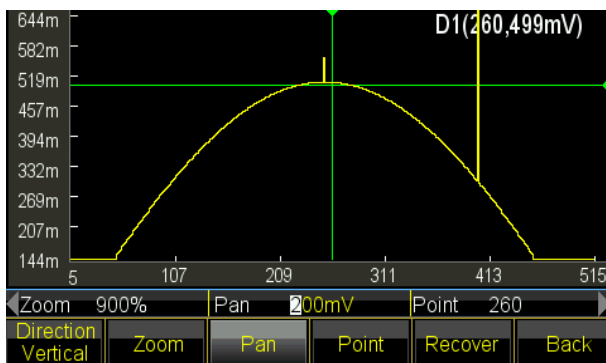 644m
D1(260,499mV)
582m
519m
457m
394m
332m
269m
207m
144m
5 107 209 311 413 515
Zoom 900% Pan 200mV Point 260
Direction
Vertical Zoom Pan Point Recover Back